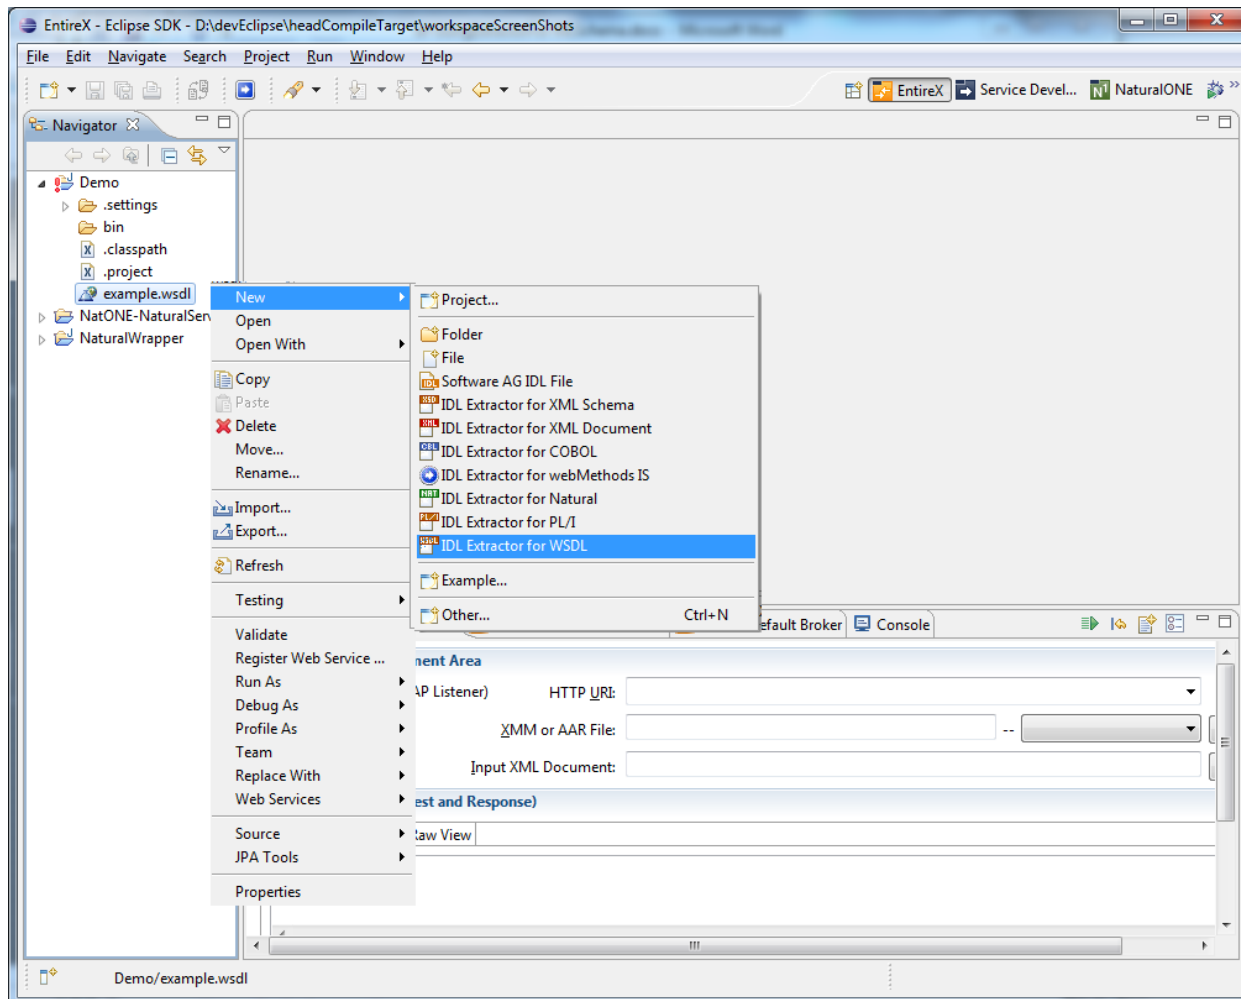 EntireX - Eclipse SDK - D:\devEclipse\headCompileTarget\workspaceScreenShots
File Edit Navigate Search Project Run Window Help
EntireX Service Devel... NaturalONE
Navigator
Demo
.settings
bin
.classpath
.project
example.wsdl
NatONE-NaturalSer
NaturalWrapper
New
Open
Open With
Copy
Paste
Delete
Move...
Rename...
Import...
Export...
Refresh
Testing
Validate
Register Web Service ...
Run As
Debug As
Profile As
Team
Replace With
Web Services
Source
JPA Tools
Properties
Project...
Folder
File
Software AG IDL File
IDL Extractor for XML Schema
IDL Extractor for XML Document
IDL Extractor for COBOL
IDL Extractor for webMethods IS
IDL Extractor for Natural
IDL Extractor for PL/I
IDL Extractor for WSDL
Example...
Other... Ctrl+N
efault Broker Console
ment Area
AP Listener) HTTP URI:
XMM or AAR File: --
Input XML Document:
est and Response)
Raw View
Demo/example.wsdl